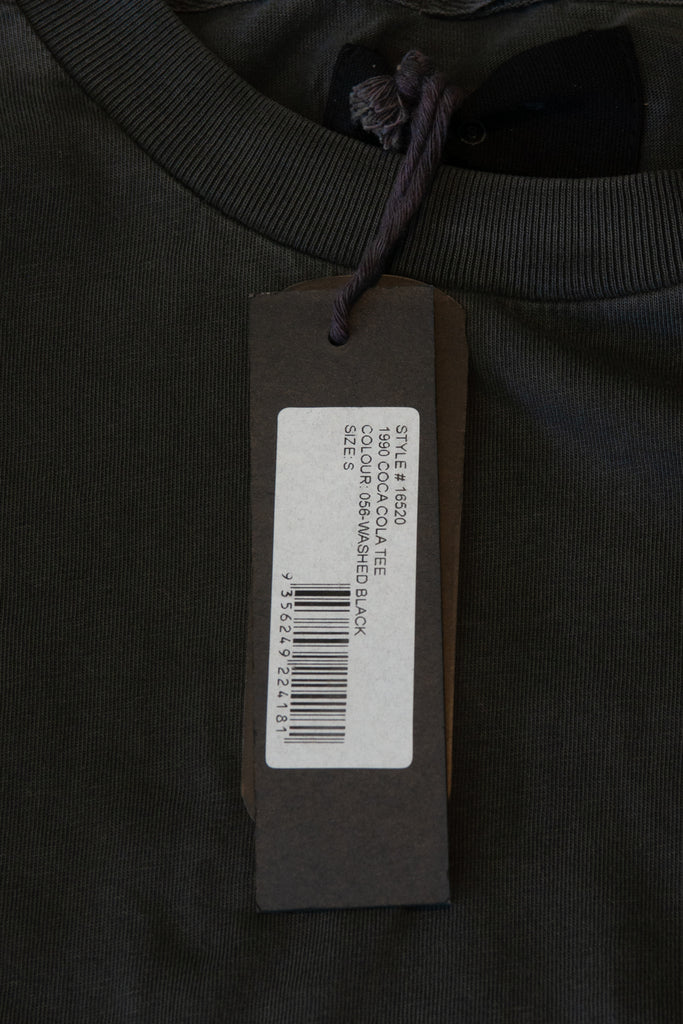 STYLE # 16520
1990 COCA COLA TEE
COLOUR: 056-WASHED BLACK
SIZE: S
9 356249 224181